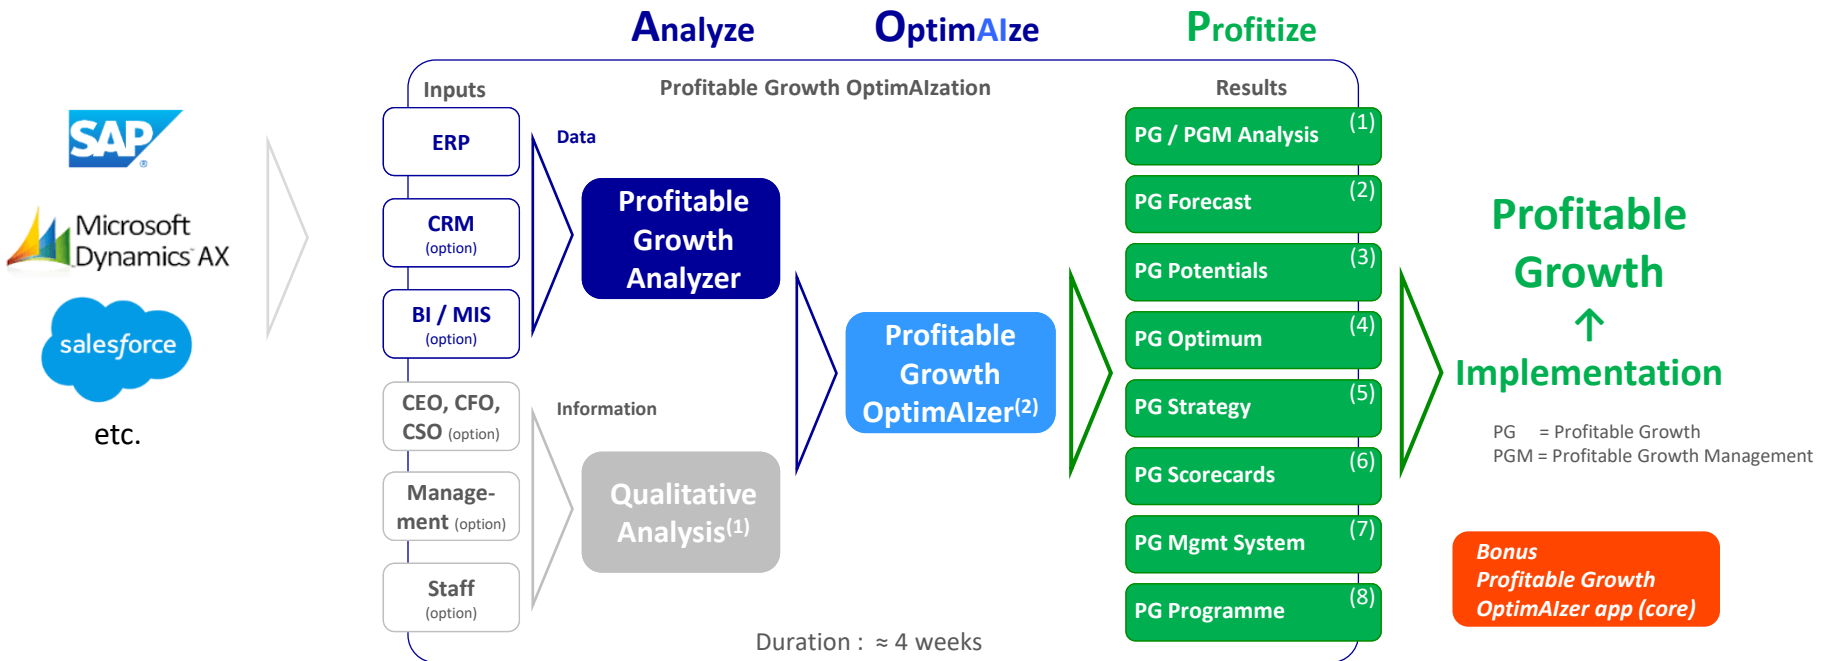 Analyze OptimAIze Profitize
Inputs Profitable Growth OptimAIzation Results
SAP
®
Microsoft
Dynamics AX
salesforce
etc.
ERP
CRM
(option)
BI / MIS
(option)
CEO, CFO,
CSO (option)
Manage-
ment (option)
Staff
(option)
Data
Profitable
Growth
Analyzer
Information
Qualitative
Analysis(1)
Profitable
Growth
OptimAIzer(2)
Duration : ≈ 4 weeks
PG / PGM Analysis (1)
PG Forecast (2)
PG Potentials (3)
PG Optimum (4)
PG Strategy (5)
PG Scorecards (6)
PG Mgmt System (7)
PG Programme (8)
Profitable
Growth
↑
Implementation
PG = Profitable Growth
PGM = Profitable Growth Management
Bonus
Profitable Growth
OptimAIzer app (core)